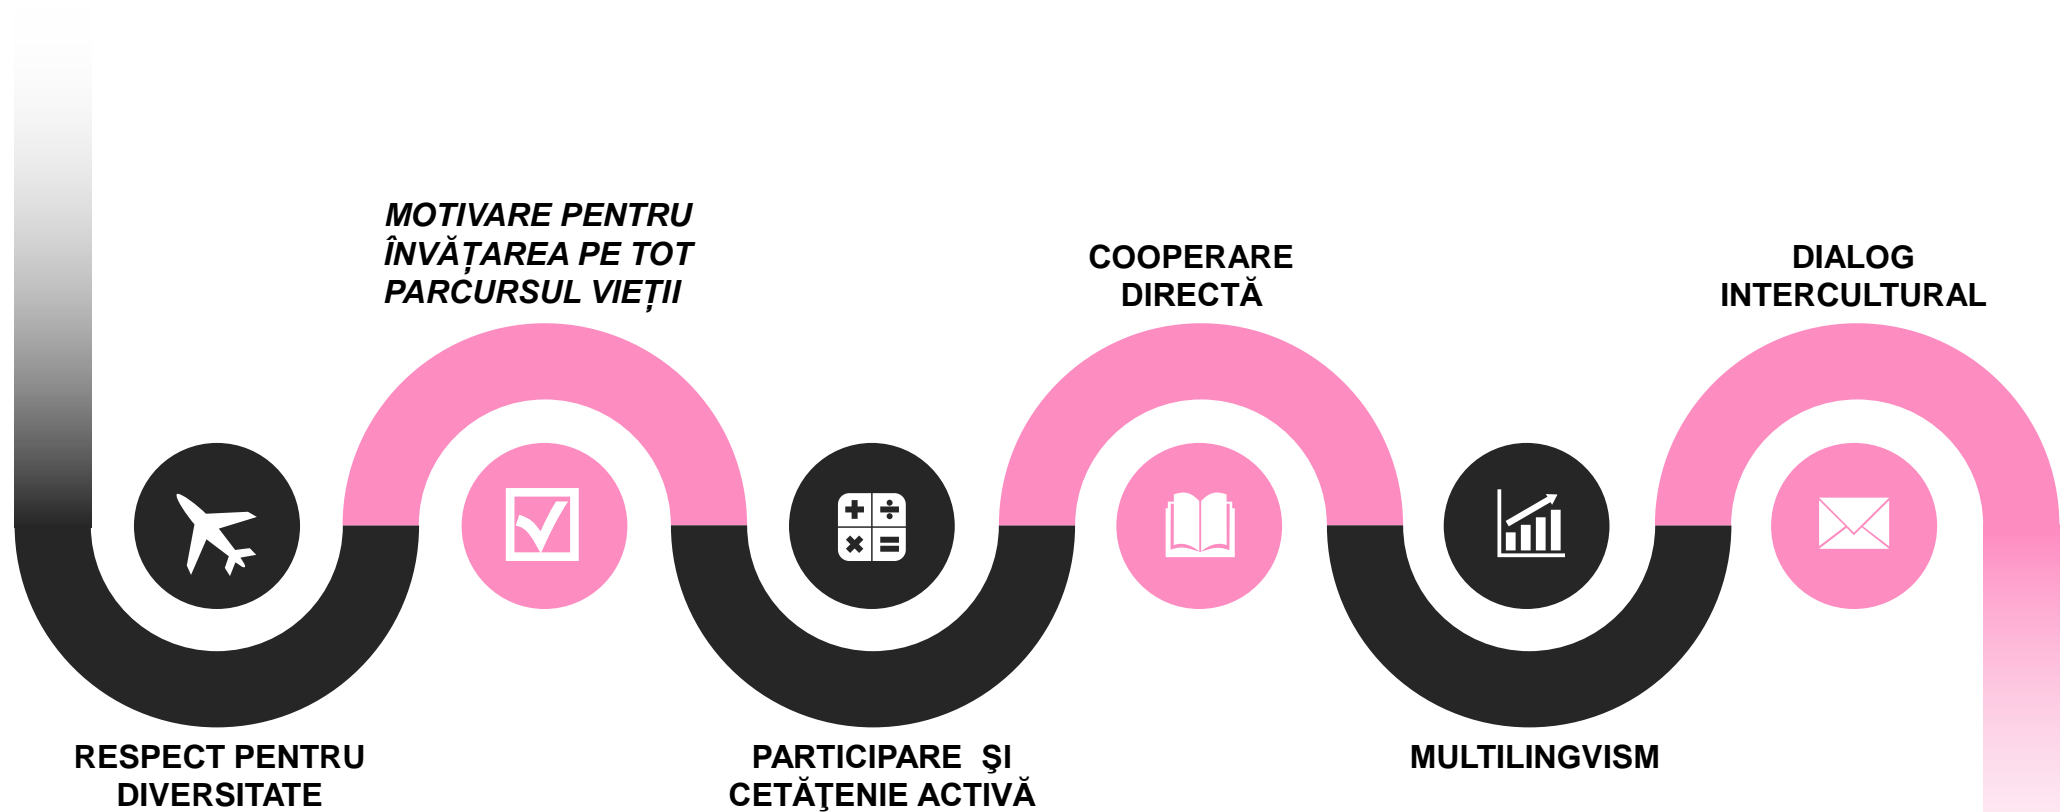 MOTIVARE PENTRU
ÎNVĂȚAREA PE TOT
PARCURSUL VIEȚII
COOPERARE
DIRECTĂ
DIALOG
INTERCULTURAL
RESPECT PENTRU
DIVERSITATE
PARTICIPARE  ŞI
CETĂŢENIE ACTIVĂ
MULTILINGVISM